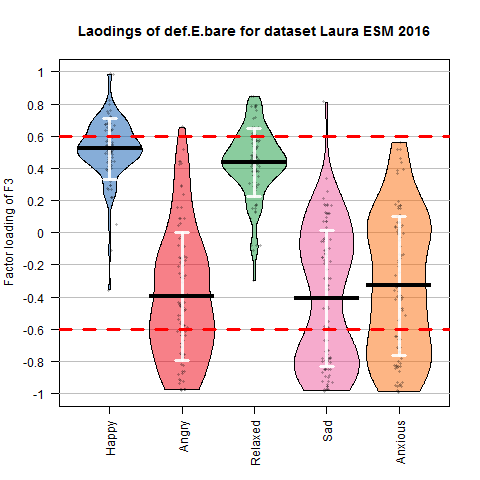 Laodings of def.E.bare for dataset Laura ESM 2016
Factor loading of F3
1
0.8
0.6
0.4
0.2
0
-0.2
-0.4
-0.6
-0.8
-1
Happy
Angry
Relaxed
Sad
Anxious